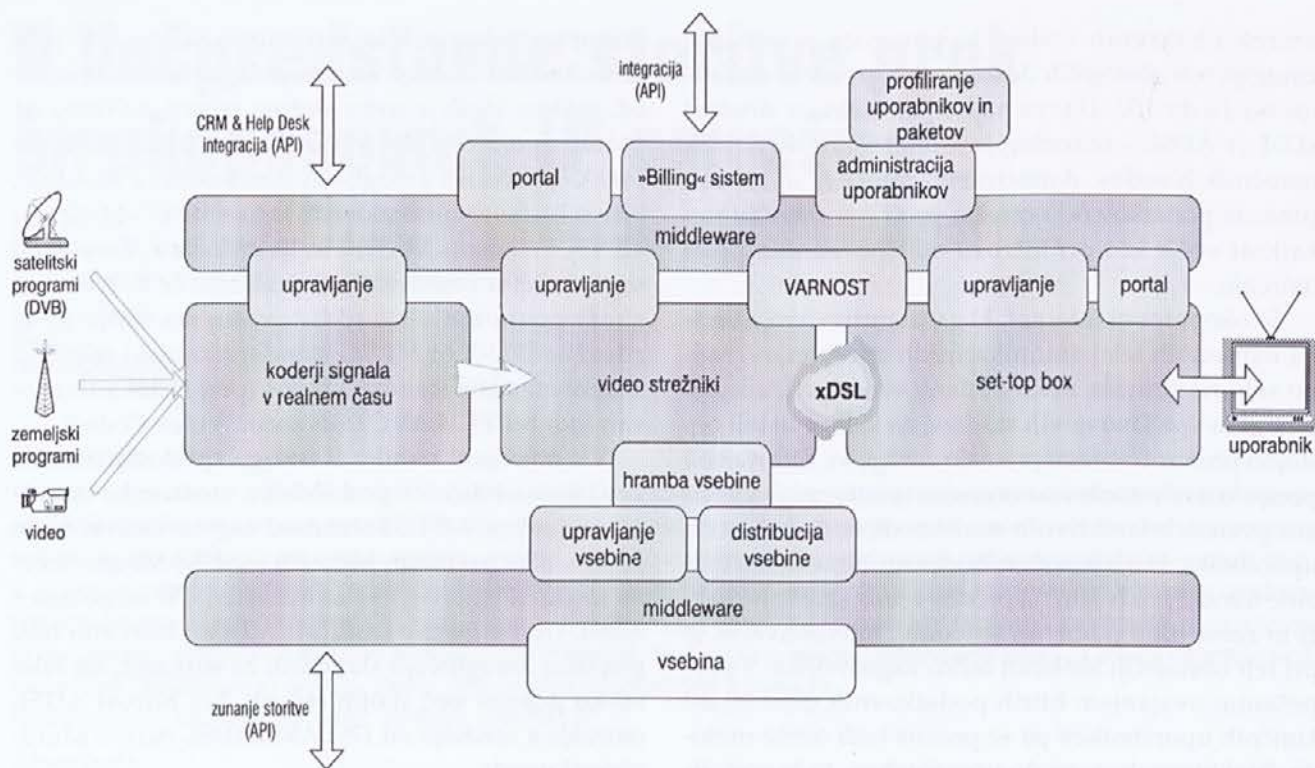 integracija
(API)
profiliranje
uporabnikov in
paketov
CRM & Help Desk
integracija (API)
portal
»Billing« sistem
administracija
uporabnikov
middleware
satelitski
programi
(DVB)
upravljanje
upravljanje
VARNOST
upravljanje
portal
koderji signala
v realnem času
video strežniki
xDSL
set-top box
uporabnik
zemeljski
programi
video
hramba vsebine
upravljanje
vsebine
distribucija
vsebine
middleware
vsebina
zunanje storitve
(API)